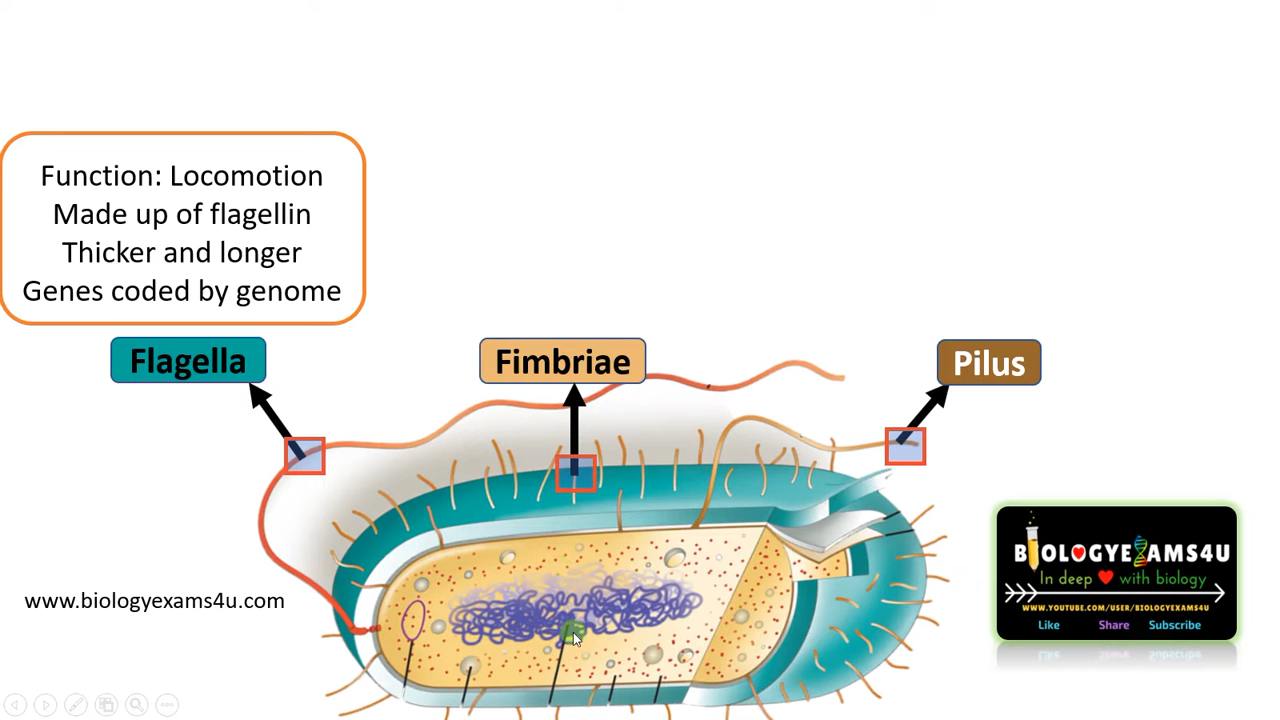 Function: Locomotion
Made up of flagellin
Thicker and longer
Genes coded by genome
Flagella
Fimbriae
Pilus
www.biologyexams4u.com
BIOLOGYEXAMS4U
In deep with biology
WWW.YOUTUBE.COM/USER/BIOLOGYEXAMS4U
Like Share Subscribe